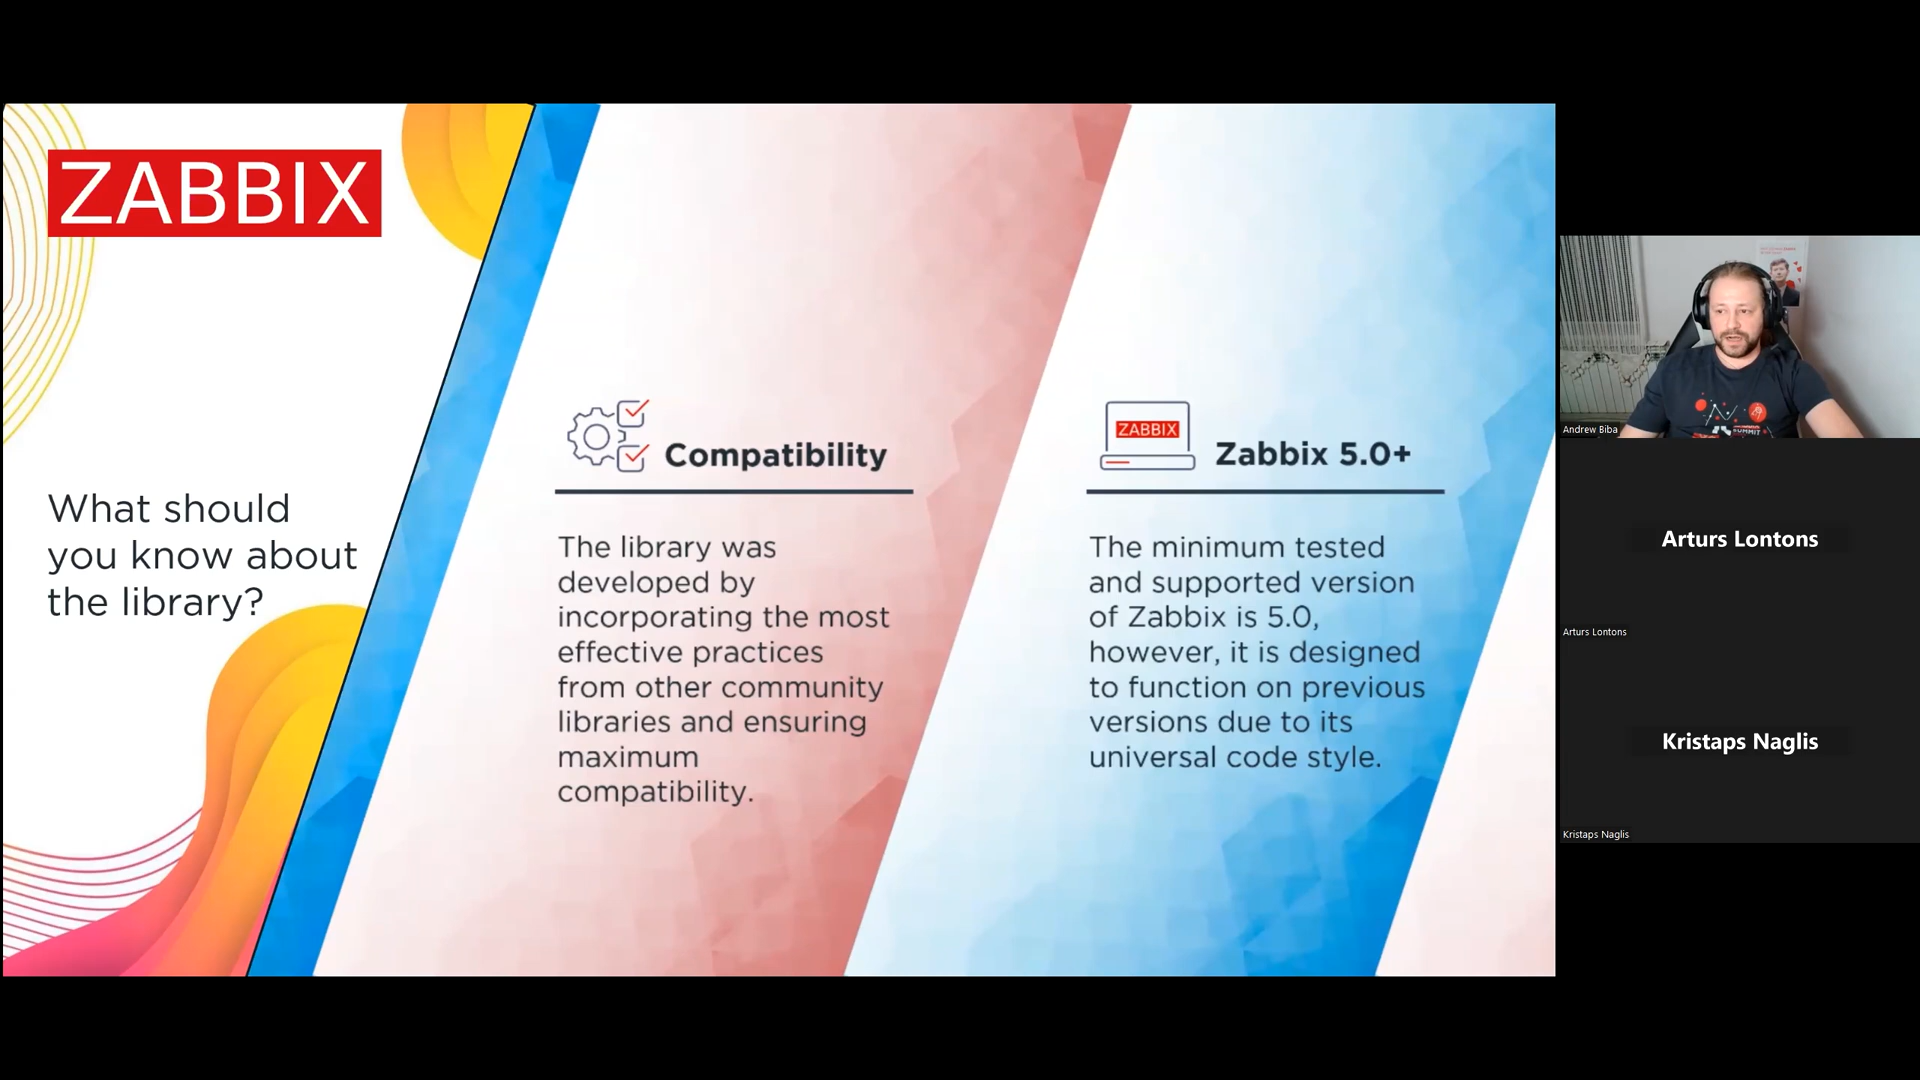 ZABBIX
What should
you know about
the library?
Compatibility
The library was
developed by
incorporating the most
effective practices
from other community
libraries and ensuring
maximum
compatibility.
ZABBIX
Zabbix 5.0+
The minimum tested
and supported version
of Zabbix is 5.0,
however, it is designed
to function on previous
versions due to its
universal code style.
Andrew Biba
Arturs Lontons
Arturs Lontons
Kristaps Naglis
Kristaps Naglis